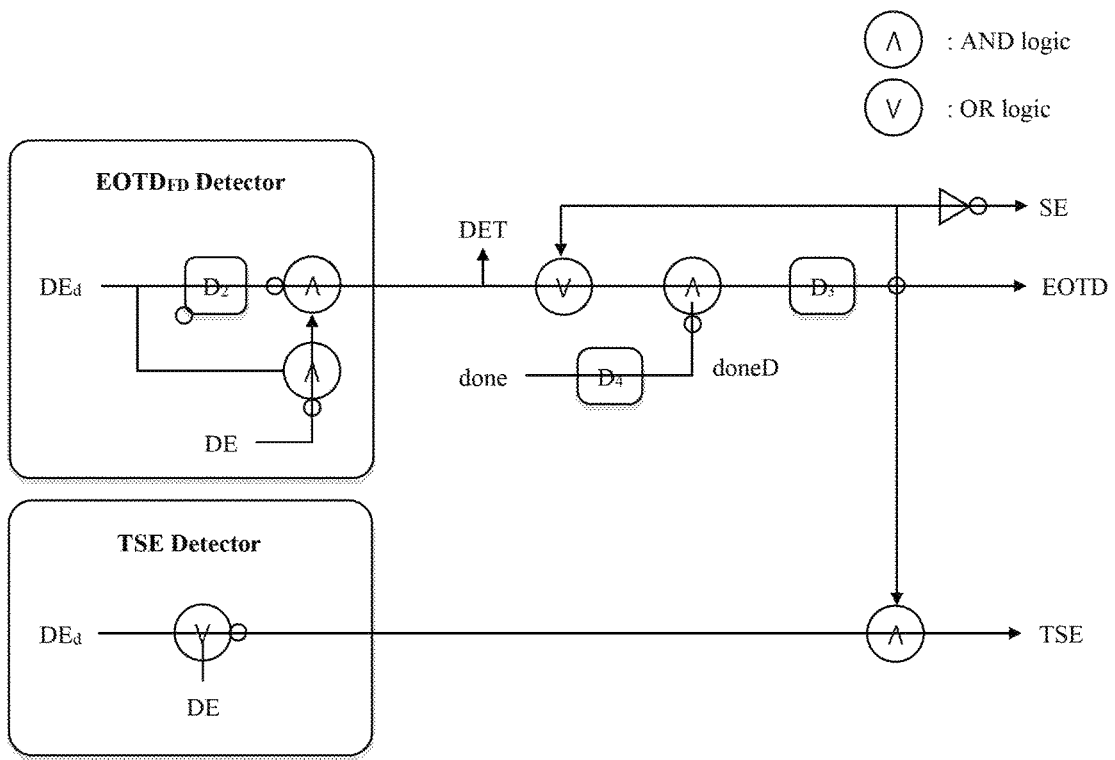 ∧ : AND logic
∨ : OR logic
EOTDFD Detector
DEd
D2
∧
∧
DE
DET
∨
∧
D3
SE
EOTD
done
D4
doneD
TSE Detector
DEd
∨
DE
∧
TSE